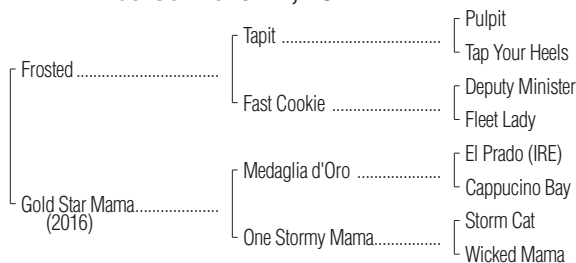 Pulpit
Tapit ....................................
Tap Your Heels
Frosted ................................
Deputy Minister
Fast Cookie .........................
Fleet Lady
El Prado (IRE)
Medaglia d'Oro ...................
Cappucino Bay
Gold Star Mama...................
(2016)
Storm Cat
One Stormy Mama...............
Wicked Mama